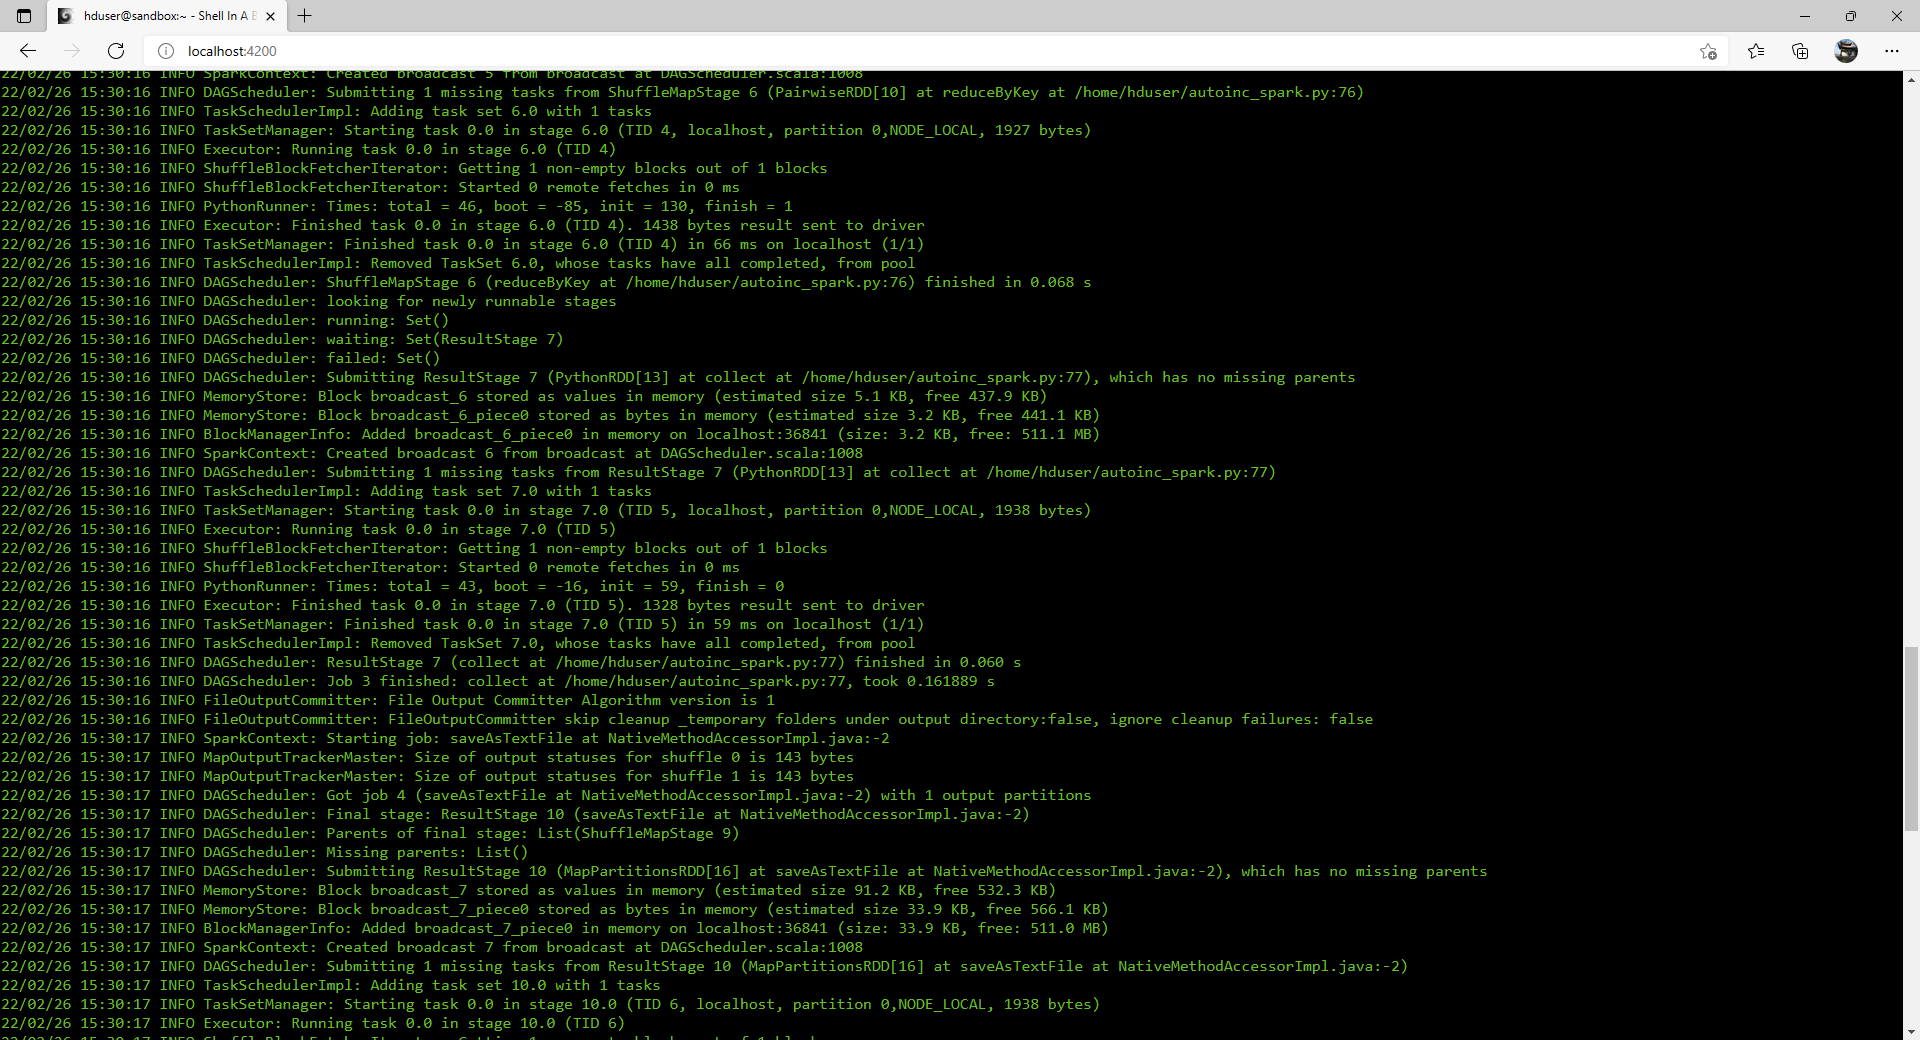 hduser@sandbox:~ - Shell In A B
localhost:4200
22/02/26 15:30:16 INFO SparkContext: Created broadcast 5 from broadcast at DAGScheduler.scala:1008
22/02/26 15:30:16 INFO DAGScheduler: Submitting 1 missing tasks from ShuffleMapStage 6 (PairwiseRDD[10] at reduceByKey at /home/hduser/autoinc_spark.py:76)
22/02/26 15:30:16 INFO TaskSchedulerImpl: Adding task set 6.0 with 1 tasks
22/02/26 15:30:16 INFO TaskSetManager: Starting task 0.0 in stage 6.0 (TID 4, localhost, partition 0,NODE_LOCAL, 1927 bytes)
22/02/26 15:30:16 INFO Executor: Running task 0.0 in stage 6.0 (TID 4)
22/02/26 15:30:16 INFO ShuffleBlockFetcherIterator: Getting 1 non-empty blocks out of 1 blocks
22/02/26 15:30:16 INFO ShuffleBlockFetcherIterator: Started 0 remote fetches in 0 ms
22/02/26 15:30:16 INFO PythonRunner: Times: total = 46, boot = -85, init = 130, finish = 1
22/02/26 15:30:16 INFO Executor: Finished task 0.0 in stage 6.0 (TID 4). 1438 bytes result sent to driver
22/02/26 15:30:16 INFO TaskSetManager: Finished task 0.0 in stage 6.0 (TID 4) in 66 ms on localhost (1/1)
22/02/26 15:30:16 INFO TaskSchedulerImpl: Removed TaskSet 6.0, whose tasks have all completed, from pool
22/02/26 15:30:16 INFO DAGScheduler: ShuffleMapStage 6 (reduceByKey at /home/hduser/autoinc_spark.py:76) finished in 0.068 s
22/02/26 15:30:16 INFO DAGScheduler: looking for newly runnable stages
22/02/26 15:30:16 INFO DAGScheduler: running: Set()
22/02/26 15:30:16 INFO DAGScheduler: waiting: Set(ResultStage 7)
22/02/26 15:30:16 INFO DAGScheduler: failed: Set()
22/02/26 15:30:16 INFO DAGScheduler: Submitting ResultStage 7 (PythonRDD[13] at collect at /home/hduser/autoinc_spark.py:77), which has no missing parents
22/02/26 15:30:16 INFO MemoryStore: Block broadcast_6 stored as values in memory (estimated size 5.1 KB, free 437.9 KB)
22/02/26 15:30:16 INFO MemoryStore: Block broadcast_6_piece0 stored as bytes in memory (estimated size 3.2 KB, free 441.1 KB)
22/02/26 15:30:16 INFO BlockManagerInfo: Added broadcast_6_piece0 in memory on localhost:36841 (size: 3.2 KB, free: 511.1 MB)
22/02/26 15:30:16 INFO SparkContext: Created broadcast 6 from broadcast at DAGScheduler.scala:1008
22/02/26 15:30:16 INFO DAGScheduler: Submitting 1 missing tasks from ResultStage 7 (PythonRDD[13] at collect at /home/hduser/autoinc_spark.py:77)
22/02/26 15:30:16 INFO TaskSchedulerImpl: Adding task set 7.0 with 1 tasks
22/02/26 15:30:16 INFO TaskSetManager: Starting task 0.0 in stage 7.0 (TID 5, localhost, partition 0,NODE_LOCAL, 1938 bytes)
22/02/26 15:30:16 INFO Executor: Running task 0.0 in stage 7.0 (TID 5)
22/02/26 15:30:16 INFO ShuffleBlockFetcherIterator: Getting 1 non-empty blocks out of 1 blocks
22/02/26 15:30:16 INFO ShuffleBlockFetcherIterator: Started 0 remote fetches in 0 ms
22/02/26 15:30:16 INFO PythonRunner: Times: total = 43, boot = -16, init = 59, finish = 0
22/02/26 15:30:16 INFO Executor: Finished task 0.0 in stage 7.0 (TID 5). 1328 bytes result sent to driver
22/02/26 15:30:16 INFO TaskSetManager: Finished task 0.0 in stage 7.0 (TID 5) in 59 ms on localhost (1/1)
22/02/26 15:30:16 INFO TaskSchedulerImpl: Removed TaskSet 7.0, whose tasks have all completed, from pool
22/02/26 15:30:16 INFO DAGScheduler: ResultStage 7 (collect at /home/hduser/autoinc_spark.py:77) finished in 0.060 s
22/02/26 15:30:16 INFO DAGScheduler: Job 3 finished: collect at /home/hduser/autoinc_spark.py:77, took 0.161889 s
22/02/26 15:30:16 INFO FileOutputCommitter: File Output Committer Algorithm version is 1
22/02/26 15:30:16 INFO FileOutputCommitter: FileOutputCommitter skip cleanup _temporary folders under output directory:false, ignore cleanup failures: false
22/02/26 15:30:17 INFO SparkContext: Starting job: saveAsTextFile at NativeMethodAccessorImpl.java:-2
22/02/26 15:30:17 INFO MapOutputTrackerMaster: Size of output statuses for shuffle 0 is 143 bytes
22/02/26 15:30:17 INFO MapOutputTrackerMaster: Size of output statuses for shuffle 1 is 143 bytes
22/02/26 15:30:17 INFO DAGScheduler: Got job 4 (saveAsTextFile at NativeMethodAccessorImpl.java:-2) with 1 output partitions
22/02/26 15:30:17 INFO DAGScheduler: Final stage: ResultStage 10 (saveAsTextFile at NativeMethodAccessorImpl.java:-2)
22/02/26 15:30:17 INFO DAGScheduler: Parents of final stage: List(ShuffleMapStage 9)
22/02/26 15:30:17 INFO DAGScheduler: Missing parents: List()
22/02/26 15:30:17 INFO DAGScheduler: Submitting ResultStage 10 (MapPartitionsRDD[16] at saveAsTextFile at NativeMethodAccessorImpl.java:-2), which has no missing parents
22/02/26 15:30:17 INFO MemoryStore: Block broadcast_7 stored as values in memory (estimated size 91.2 KB, free 532.3 KB)
22/02/26 15:30:17 INFO MemoryStore: Block broadcast_7_piece0 stored as bytes in memory (estimated size 33.9 KB, free 566.1 KB)
22/02/26 15:30:17 INFO BlockManagerInfo: Added broadcast_7_piece0 in memory on localhost:36841 (size: 33.9 KB, free: 511.0 MB)
22/02/26 15:30:17 INFO SparkContext: Created broadcast 7 from broadcast at DAGScheduler.scala:1008
22/02/26 15:30:17 INFO DAGScheduler: Submitting 1 missing tasks from ResultStage 10 (MapPartitionsRDD[16] at saveAsTextFile at NativeMethodAccessorImpl.java:-2)
22/02/26 15:30:17 INFO TaskSchedulerImpl: Adding task set 10.0 with 1 tasks
22/02/26 15:30:17 INFO TaskSetManager: Starting task 0.0 in stage 10.0 (TID 6, localhost, partition 0,NODE_LOCAL, 1938 bytes)
22/02/26 15:30:17 INFO Executor: Running task 0.0 in stage 10.0 (TID 6)